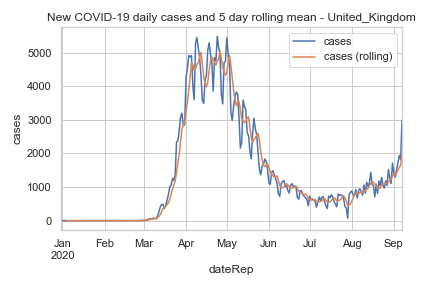 New COVID-19 daily cases and 5 day rolling mean - United_Kingdom
cases
cases (rolling)
5000
4000
3000
2000
1000
0
cases
Jan Feb Mar Apr May Jun Jul Aug Sep
2020
dateRep